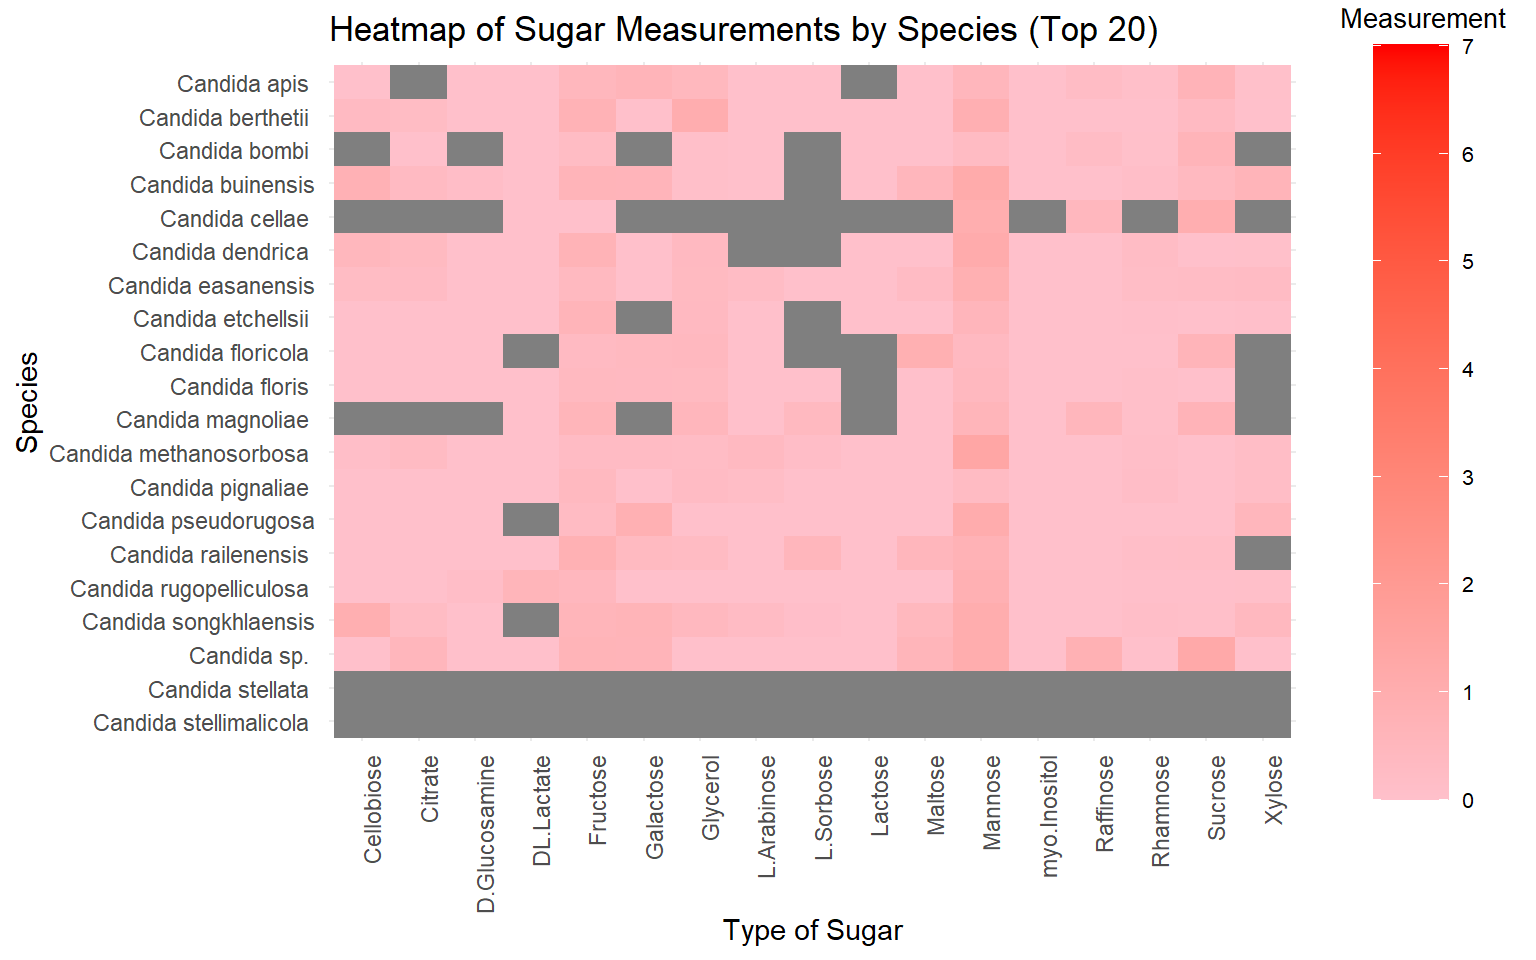 Heatmap of Sugar Measurements by Species (Top 20)
Measurement
7
6
5
4
3
2
1
0
Species
Candida apis
Candida berthetii
Candida bombi
Candida buinensis
Candida cellae
Candida dendrica
Candida easanensis
Candida etchellsii
Candida floricola
Candida floris
Candida magnoliae
Candida methanosorbosa
Candida pignaliae
Candida pseudorugosa
Candida railenensis
Candida rugopelliculosa
Candida songkhlaensis
Candida sp.
Candida stellata
Candida stellimalicola
Cellobiose
Citrate
D.Glucosamine
DL.Lactate
Fructose
Galactose
Glycerol
L.Arabinose
L.Sorbose
Lactose
Maltose
Mannose
myo.Inositol
Raffinose
Rhamnose
Sucrose
Xylose
Type of Sugar